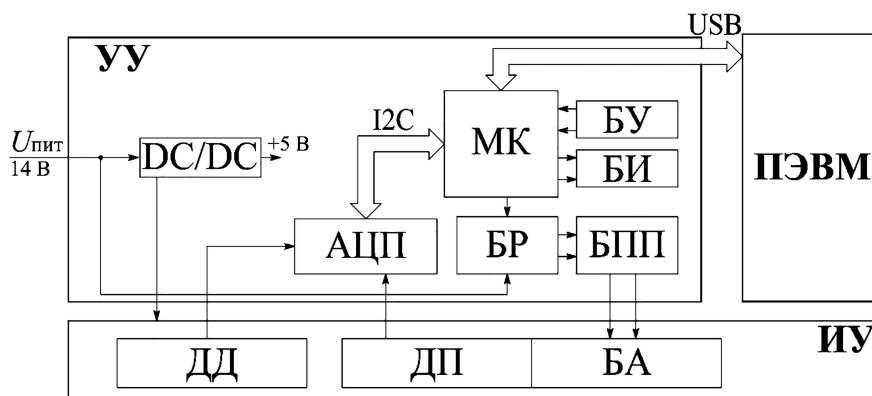 USB
УУ
I2C
МК
БУ
БИ
Uпит
14 В
DC/DC
+5 В
ПЭВМ
АЦП
БР
БПП
ИУ
ДД
ДП
БА